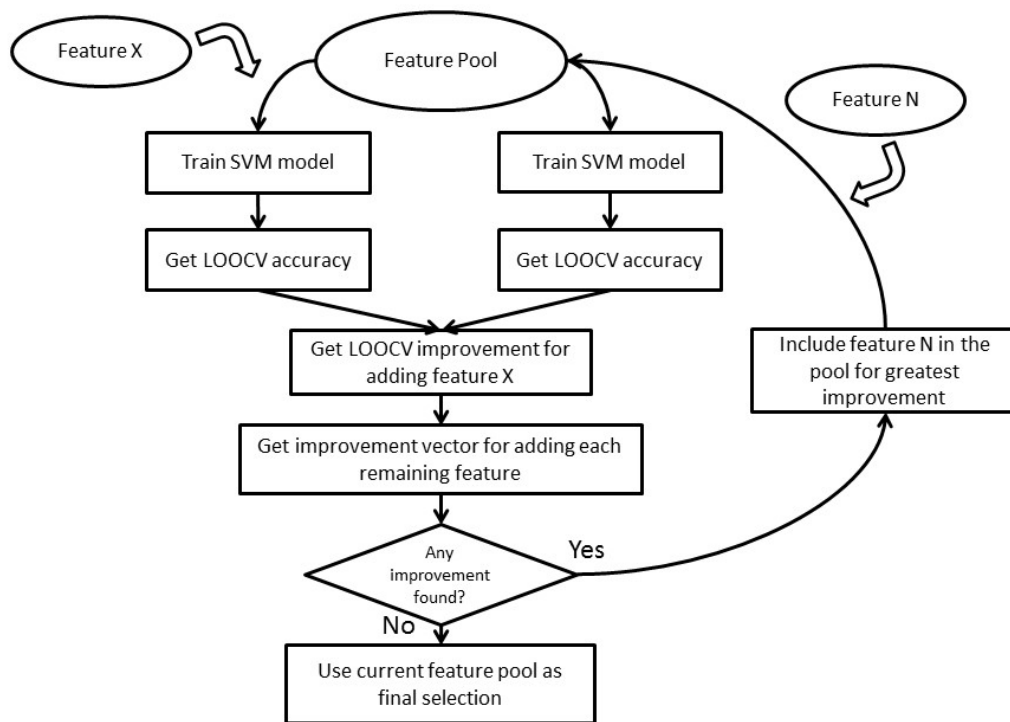 Feature X
Feature Pool
Feature N
Train SVM model
Train SVM model
Get LOOCV accuracy
Get LOOCV accuracy
Get LOOCV improvement for
adding feature X
Include feature N in the
pool for greatest
improvement
Get improvement vector for adding each
remaining feature
Any
improvement
found?
Yes
No
Use current feature pool as
final selection